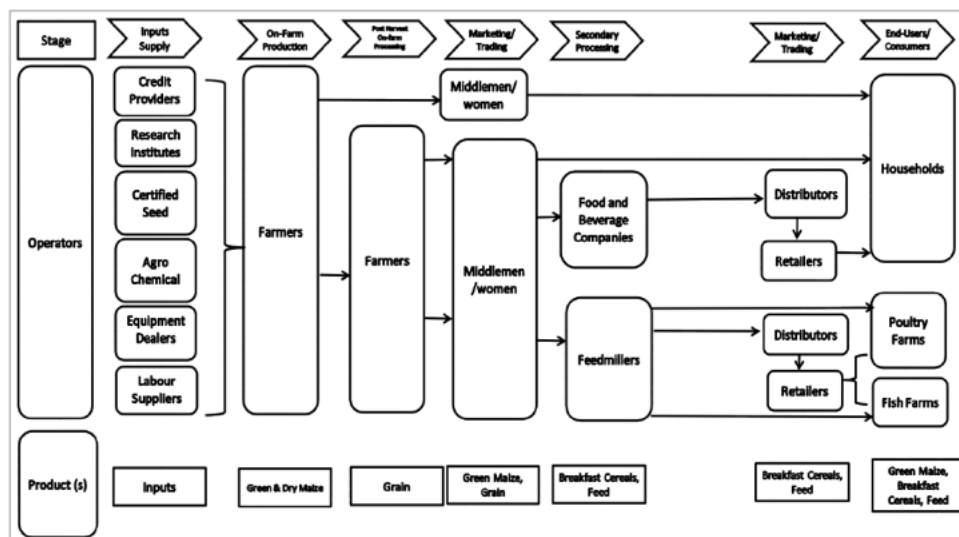 Stage
Inputs
Supply
On-Farm
Production
Post Harvest
On-farm
Processing
Marketing/
Trading
Secondary
Processing
Marketing/
Trading
End-Users/
Consumers
Operators
Credit
Providers
Research
Institutes
Certified
Seed
Agro
Chemical
Equipment
Dealers
Labour
Suppliers
Farmers
Farmers
Middlemen/
women
Middlemen
/women
Food and
Beverage
Companies
Feedmillers
Distributors
Retailers
Distributors
Retailers
Households
Poultry
Farms
Fish Farms
Product (s)
Inputs
Green & Dry Maize
Grain
Green Maize,
Grain
Breakfast Cereals,
Feed
Breakfast Cereals,
Feed
Green Maize,
Breakfast
Cereals, Feed